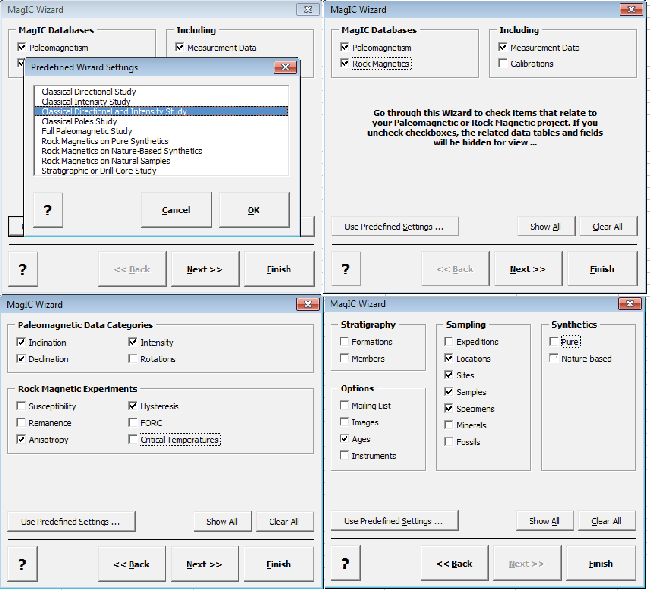 MagIC Wizard
MagIC Databases
Including
Paleomagnetism
Measurement Data
Predefined Wizard Settings
Classical Directional Study
Classical Intensity Study
Classical Directional and Intensity Study
Classical Poles Study
Full Paleomagnetic Study
Rock Magnetics on Pure Synthetics
Rock Magnetics on Nature-Based Synthetics
Rock Magnetics on Natural Samples
Stratigraphic or Drill Core Study
?
Cancel
OK
?
<< Back
Next >>
Finish
MagIC Wizard
MagIC Databases
Including
Paleomagnetism
Measurement Data
Rock Magnetics
Calibrations
Go through this Wizard to check items that relate to
your Paleomagnetic or Rock Magnetic project. If you
uncheck checkboxes, the related data tables and fields
will be hidden for view ...
Use Predefined Settings ...
Show All
Clear All
?
<< Back
Next >>
Finish
MagIC Wizard
Paleomagnetic Data Categories
Inclination
Intensity
Declination
Rotations
Rock Magnetic Experiments
Susceptibility
Hysteresis
Remanence
FORC
Anisotropy
Critical Temperatures
Use Predefined Settings ...
Show All
Clear All
?
<< Back
Next >>
Finish
MagIC Wizard
Stratigraphy
Sampling
Synthetics
Formations
Expeditions
Pure
Members
Locations
Nature-based
Sites
Options
Samples
Mailing List
Specimens
Images
Minerals
Ages
Fossils
Instruments
Use Predefined Settings ...
Show All
Clear All
?
<< Back
Next >>
Finish